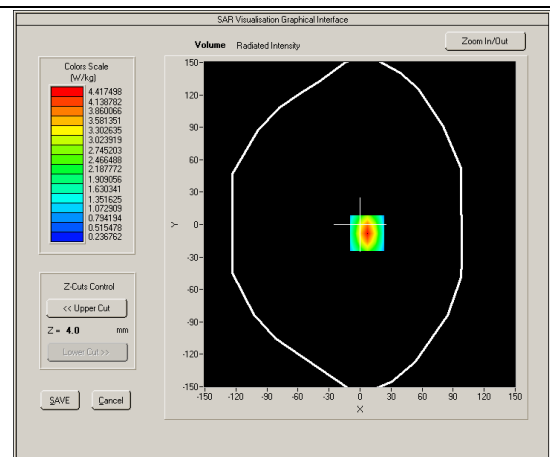 SAR Visualisation Graphical Interface
Volume Radiated Intensity
Zoom In/Out
Colors Scale
(W/kg)
4.417498
4.138782
3.860066
3.581351
3.302635
3.023919
2.745203
2.466488
2.187772
1.909056
1.630341
1.351625
1.072909
0.794194
0.515478
0.236762
Z-Cuts Control
<< Upper Cut
Z = 4.0 mm
Lower Cut >>
SAVE Cancel
150
120
90
60
30
0
-30
-60
-90
-120
-150
Y
-150 -120 -90 -60 -30 0 30 60 90 120 150
X